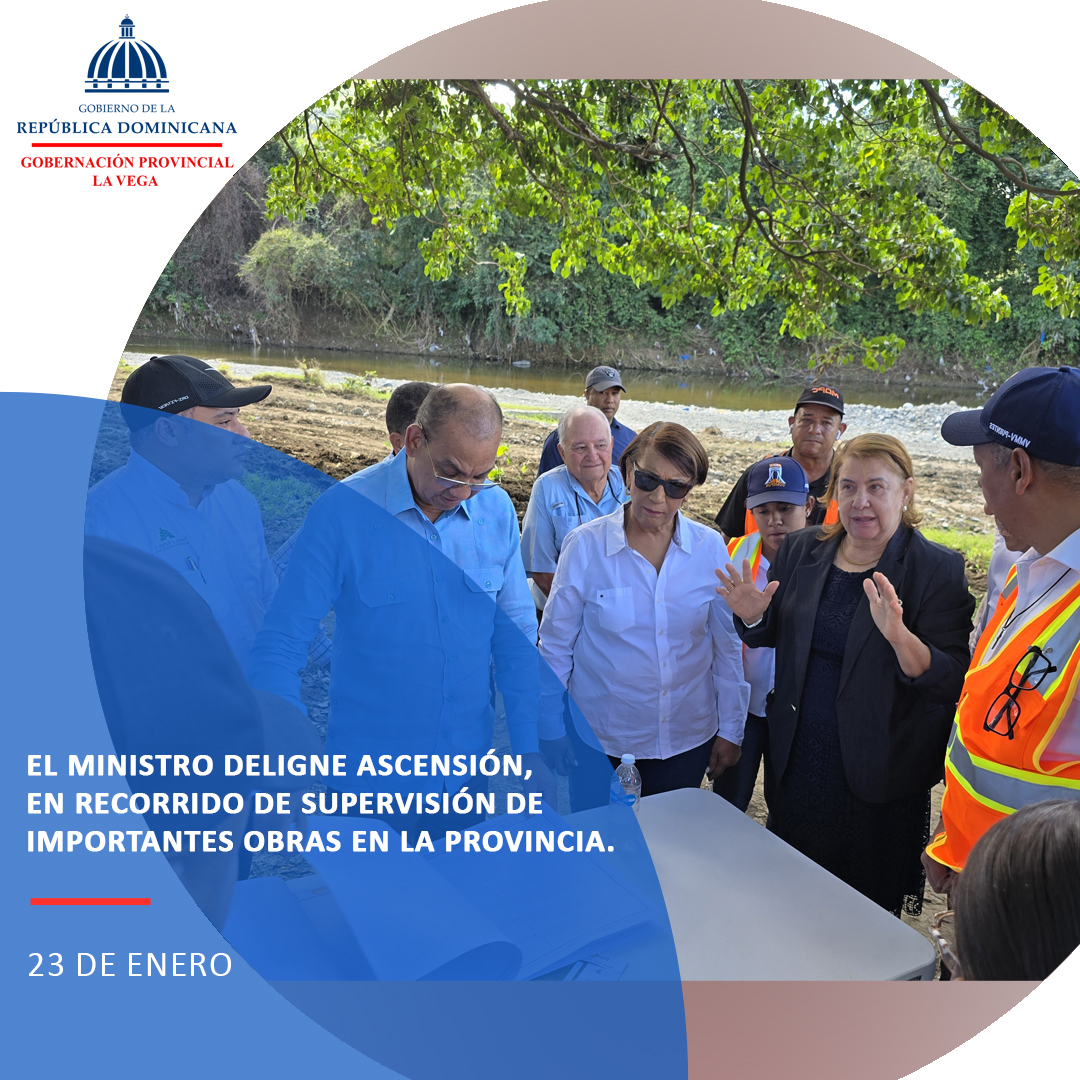 GOBIERNO DE LA
REPÚBLICA DOMINICANA
GOBERNACIÓN PROVINCIAL
LA VEGA
MOPC
EL MINISTRO DELIGNE ASCENSIÓN,
EN RECORRIDO DE SUPERVISIÓN DE
IMPORTANTES OBRAS EN LA PROVINCIA.
23 DE ENERO